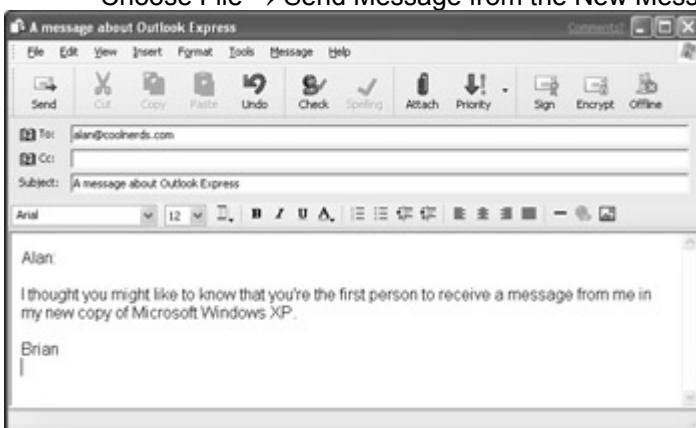 Choose File → Send Message from the New Mess
A message about Outlook Express Comments?
File Edit View Insert Format Tools Message Help
Send Cut Copy Paste Undo Check Spelling Attach Priority Sign Encrypt Offline
To: alan@coolnerds.com
Cc:
Subject: A message about Outlook Express
Arial 12 B I U A
Alan:
I thought you might like to know that you're the first person to receive a message from me in
my new copy of Microsoft Windows XP.
Brian